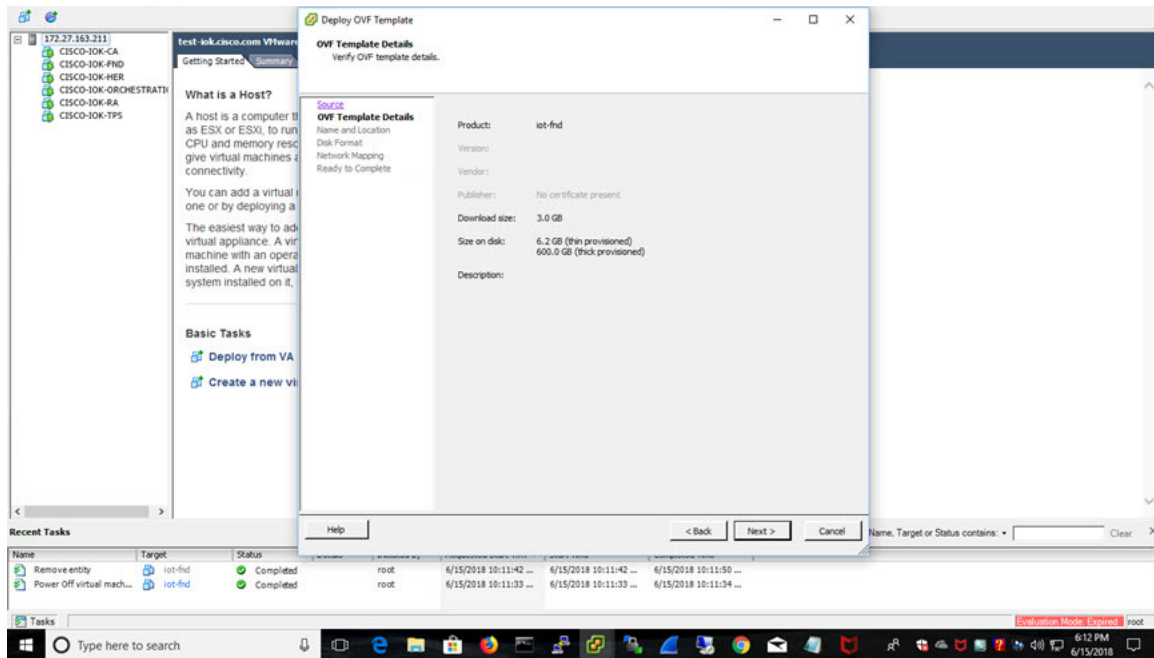 Deploy OVF Template
OVF Template Details
Verify OVF template details.
172.27.163.211
CISCO-IOK-CA
CISCO-IOK-FND
CISCO-IOK-HER
CISCO-IOK-ORCHESTRATI
CISCO-IOK-RA
CISCO-IOK-TPS
test-iok.cisco.com VMware
Getting Started
Summary
What is a Host?
A host is a computer th
as ESX or ESXi, to run
CPU and memory resc
give virtual machines a
connectivity.
You can add a virtual
one or by deploying a
The easiest way to ad
virtual appliance. A vir
machine with an opera
installed. A new virtual
system installed on it,
Basic Tasks
Deploy from VA
Create a new vi
Source
OVF Template Details
Name and Location
Disk Format
Network Mapping
Ready to Complete
Product: iot-fnd
Version:
Vendor:
Publisher: No certificate present
Download size: 3.0 GB
Size on disk: 6.2 GB (thin provisioned)
600.0 GB (thick provisioned)
Description:
Help
< Back
Next >
Cancel
Recent Tasks
Name, Target or Status contains:
Clear
Name Target Status
Remove entity iot-fnd Completed root 6/15/2018 10:11:42 ... 6/15/2018 10:11:42 ... 6/15/2018 10:11:50 ...
Power Off virtual mach... iot-fnd Completed root 6/15/2018 10:11:33 ... 6/15/2018 10:11:33 ... 6/15/2018 10:11:34 ...
Tasks
Evaluation Mode: Expired
root
Type here to search
6:12 PM
6/15/2018